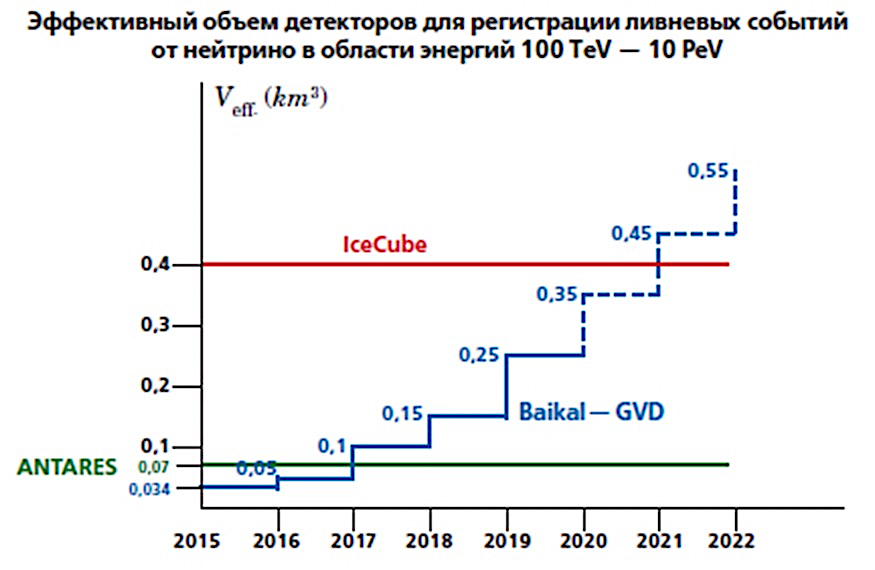 Эффективный объем детекторов для регистрации ливневых событий
от нейтрино в области энергий 100 TeV — 10 PeV
V eff. (km³)
0,55
IceCube
0,45
0,4
0,35
0,3
0,25
0,2
0,15
Baikal — GVD
0,1
0,1
ANTARES 0,07
0,05
0,034
2015 2016 2017 2018 2019 2020 2021 2022